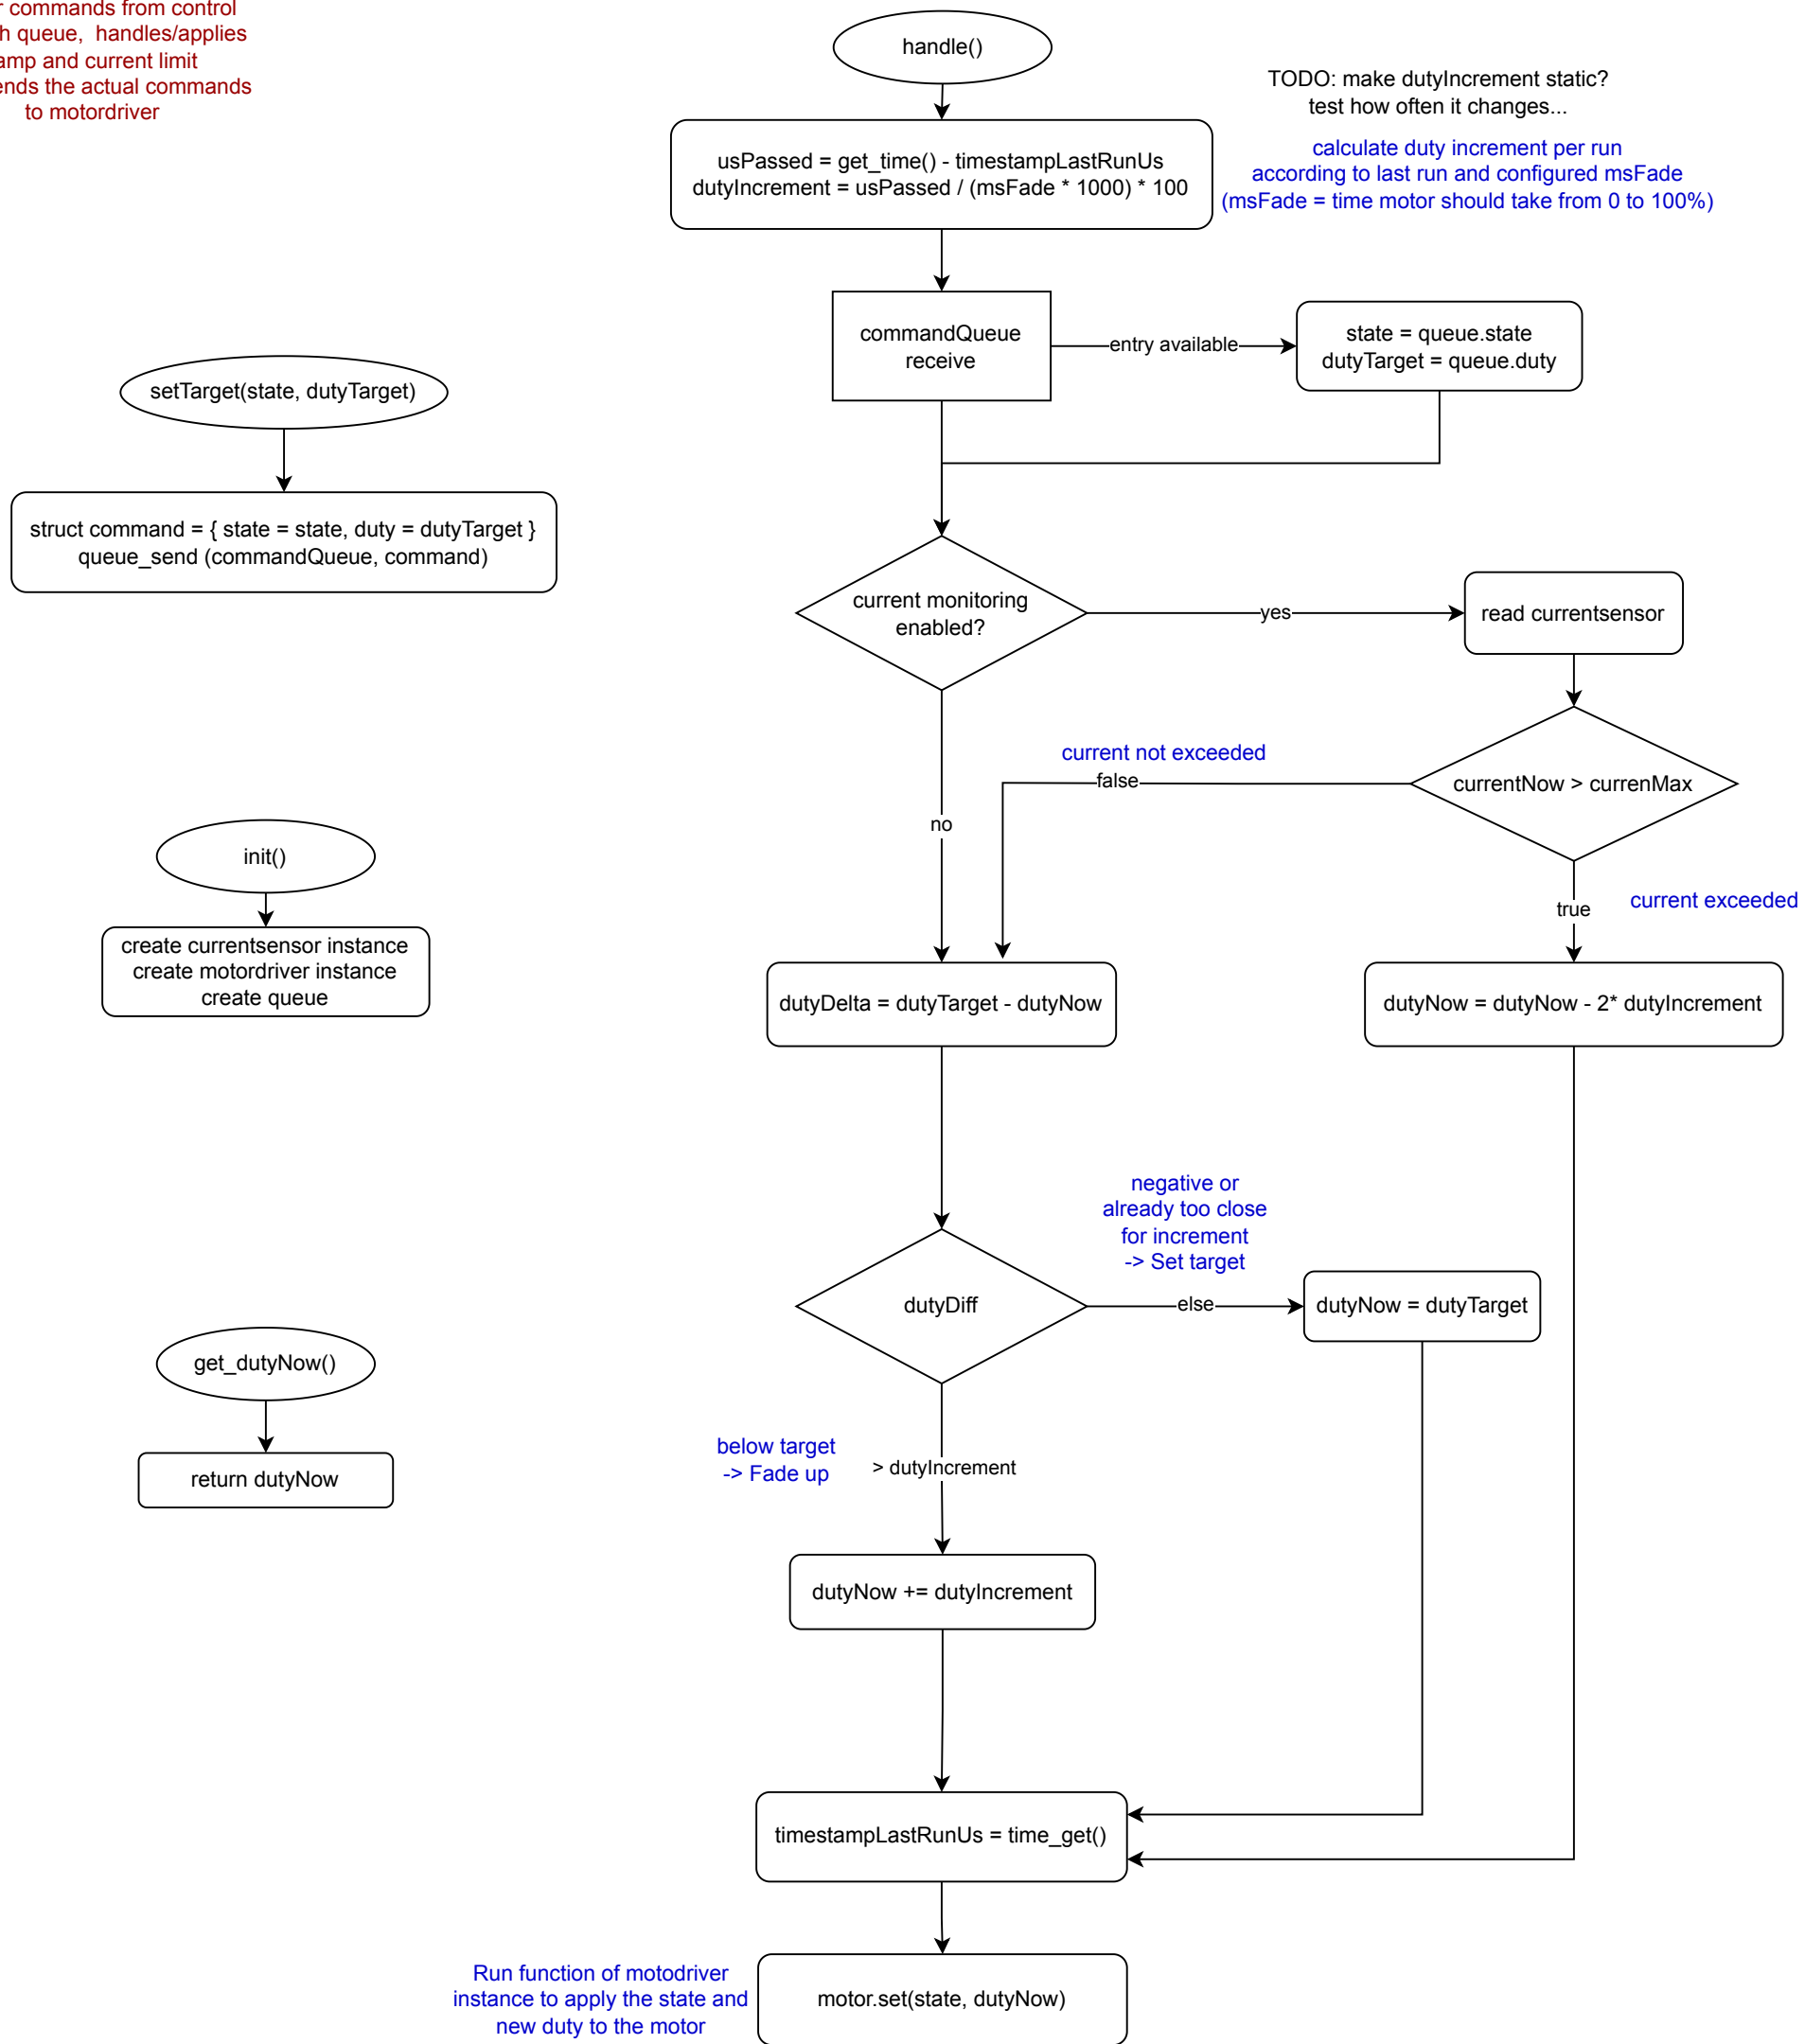 commands from control
queue,  handles/applies
and current limit
the actual commands
to motordriver
handle()
TODO: make dutyIncrement static?
test how often it changes...
usPassed = get_time() - timestampLastRunUs
dutyIncrement = usPassed / (msFade * 1000) * 100
calculate duty increment per run
according to last run and configured msFade
(msFade = time motor should take from 0 to 100%)
commandQueue
receive
entry available
state = queue.state
dutyTarget = queue.duty
setTarget(state, dutyTarget)
struct command = { state = state, duty = dutyTarget }
queue_send (commandQueue, command)
current monitoring
enabled?
yes
read currentsensor
current not exceeded
false
currentNow > currenMax
no
init()
create currentsensor instance
create motordriver instance
create queue
true
current exceeded
dutyDelta = dutyTarget - dutyNow
dutyNow = dutyNow - 2* dutyIncrement
negative or
already too close
for increment
-> Set target
dutyDiff
else
dutyNow = dutyTarget
get_dutyNow()
return dutyNow
below target
-> Fade up
> dutyIncrement
dutyNow += dutyIncrement
timestampLastRunUs = time_get()
Run function of motodriver
instance to apply the state and
new duty to the motor
motor.set(state, dutyNow)